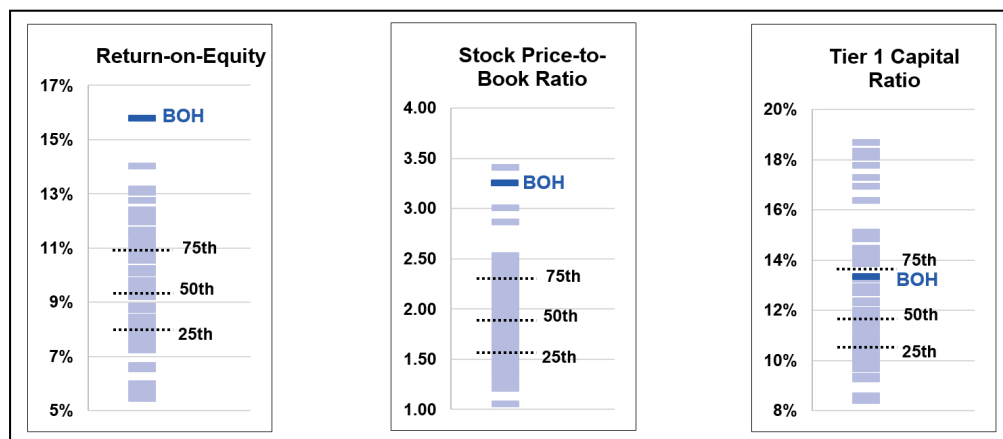 Return-on-Equity
17%
BOH
15%
13%
11%
75th
9%
50th
25th
7%
5%
Stock Price-to-
Book Ratio
4.00
3.50
BOH
3.00
2.50
75th
2.00
50th
1.50
25th
1.00
Tier 1 Capital
Ratio
20%
18%
16%
14%
75th
BOH
12%
50th
25th
10%
8%